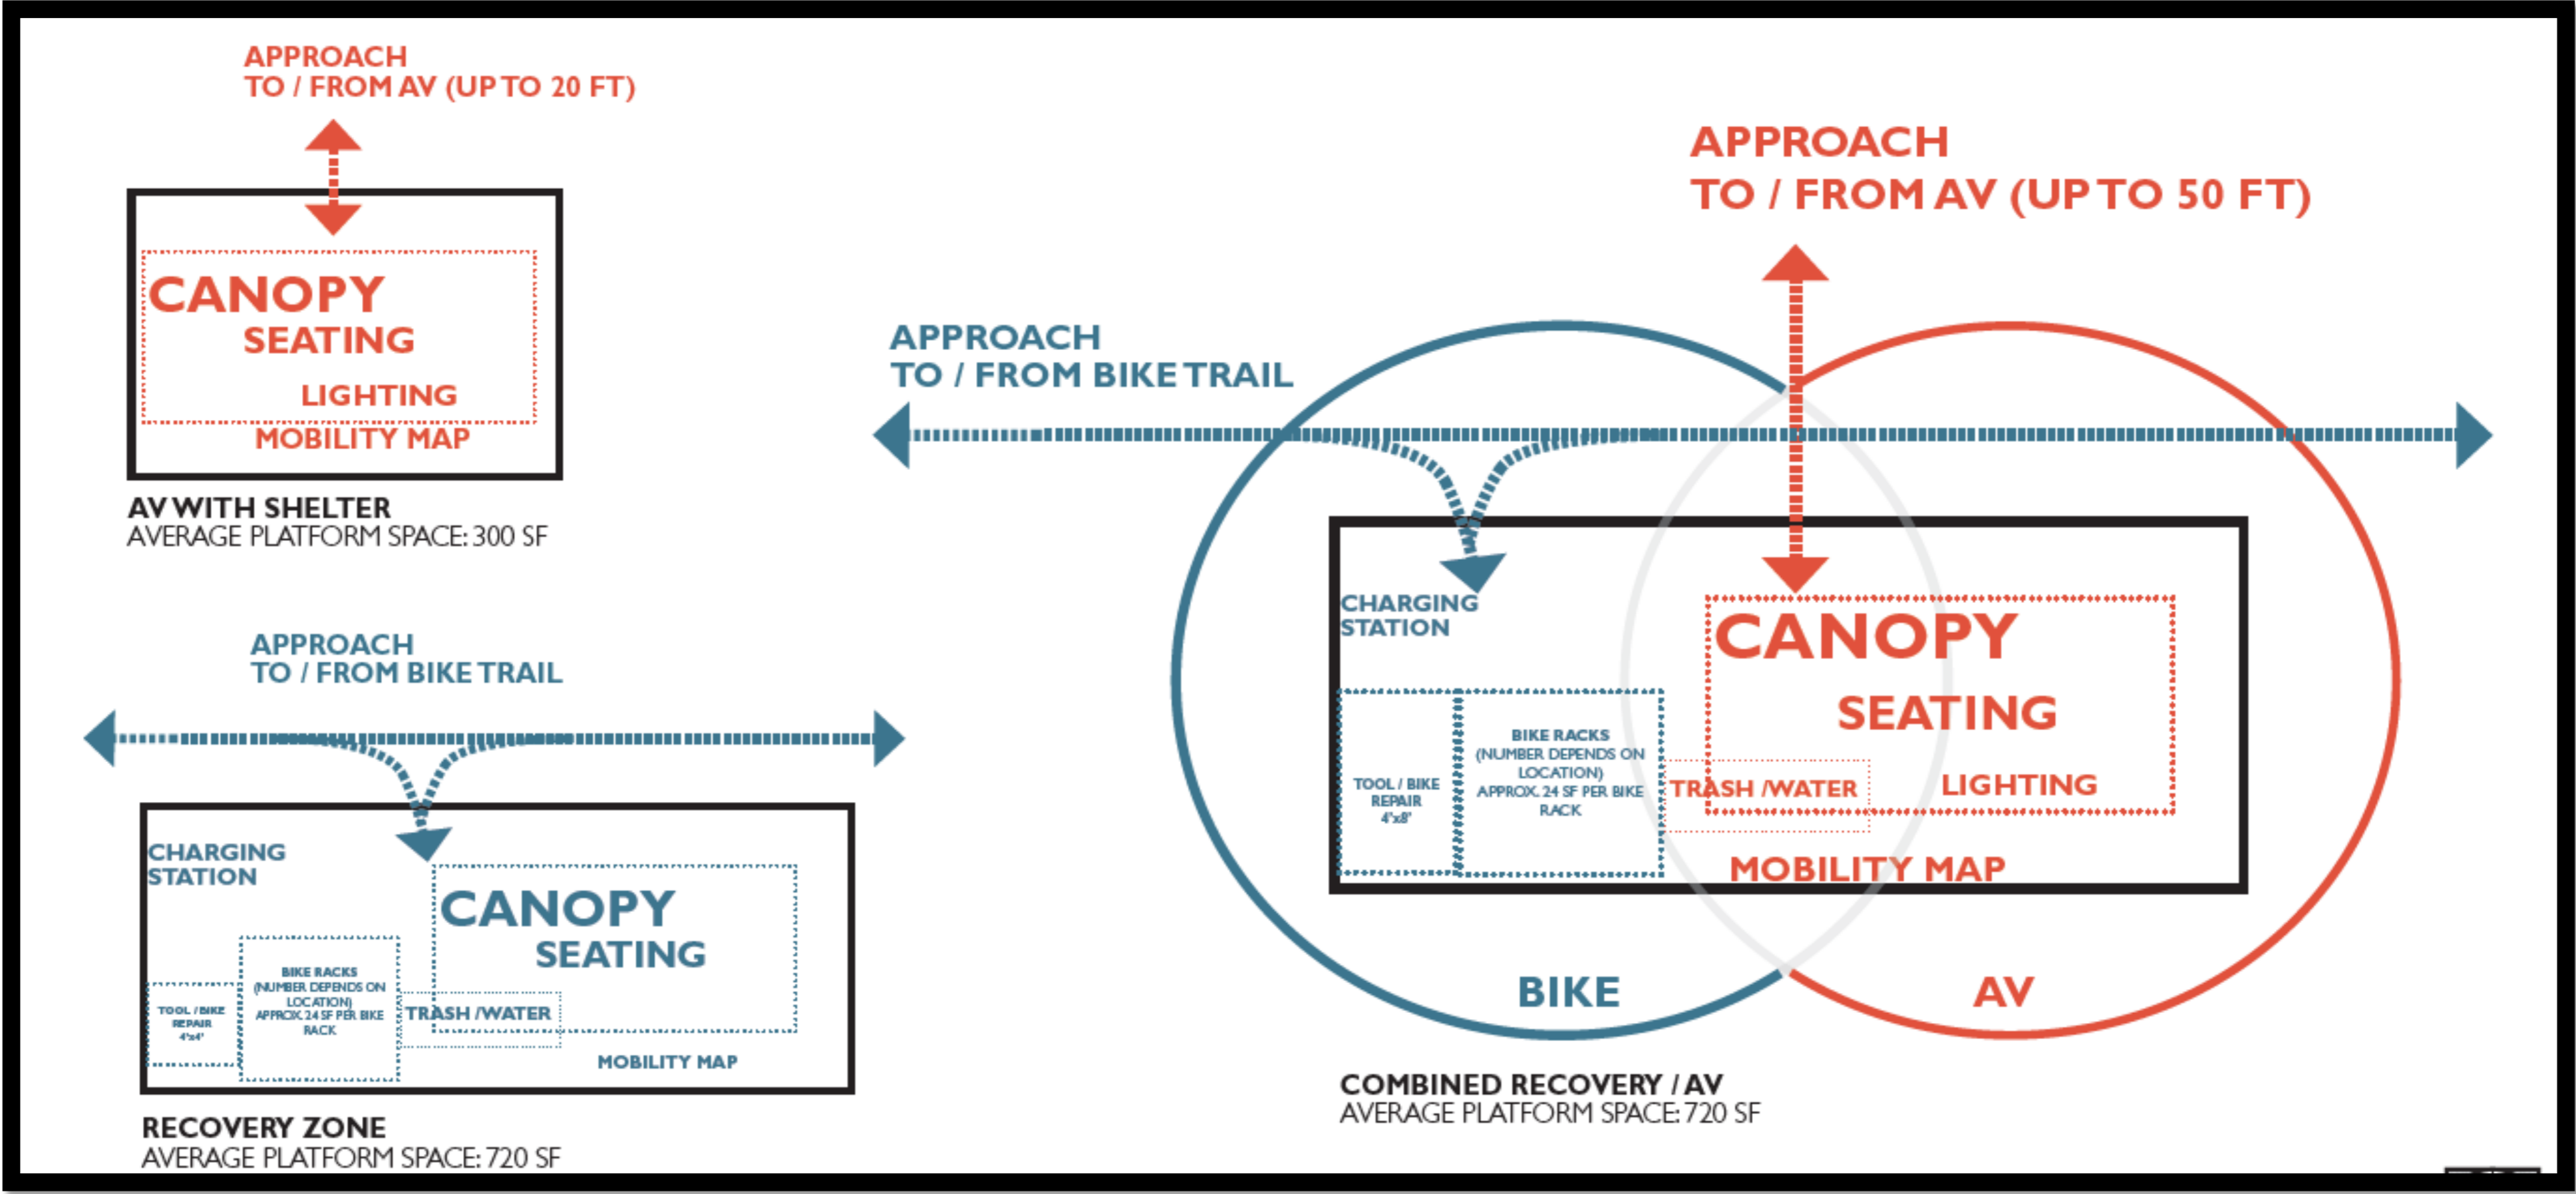 APPROACH
TO / FROM AV (UP TO 20 FT)
CANOPY
SEATING
LIGHTING
MOBILITY MAP
AV WITH SHELTER
AVERAGE PLATFORM SPACE: 300 SF
APPROACH
TO / FROM BIKE TRAIL
CHARGING
STATION
CANOPY
SEATING
BIKE RACKS
(NUMBER DEPENDS ON
LOCATION)
APPROX. 24 SF PER BIKE
RACK
TOOL / BIKE
REPAIR
4'x4'
TRASH /WATER
MOBILITY MAP
RECOVERY ZONE
AVERAGE PLATFORM SPACE: 720 SF
APPROACH
TO / FROM AV (UP TO 50 FT)
APPROACH
TO / FROM BIKE TRAIL
CHARGING
STATION
CANOPY
SEATING
BIKE RACKS
(NUMBER DEPENDS ON
LOCATION)
APPROX. 24 SF PER BIKE
RACK
TOOL / BIKE
REPAIR
4'x8'
TRASH /WATER
LIGHTING
MOBILITY MAP
BIKE
AV
COMBINED RECOVERY / AV
AVERAGE PLATFORM SPACE: 720 SF